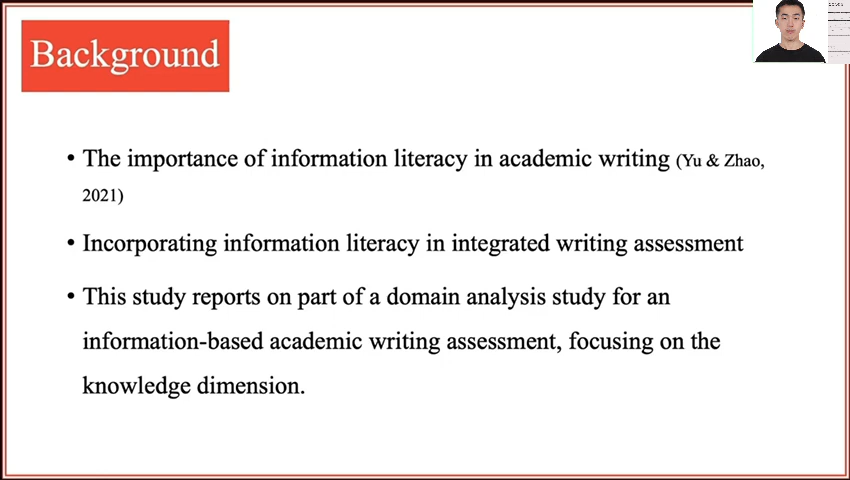 Background
• The importance of information literacy in academic writing (Yu & Zhao,
2021)
• Incorporating information literacy in integrated writing assessment
• This study reports on part of a domain analysis study for an
information-based academic writing assessment, focusing on the
knowledge dimension.